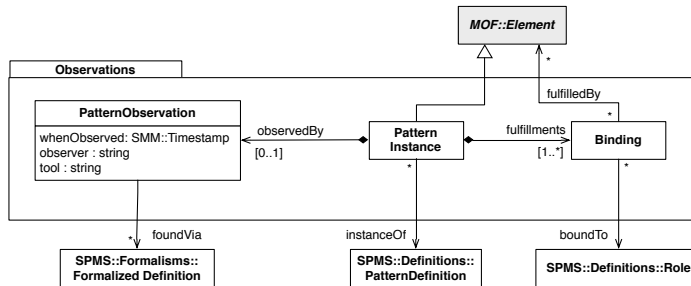 MOF::Element
Observations
*
PatternObservation
fulfilledBy
whenObserved: SMM::Timestamp
observer : string
tool : string
observedBy
[0..1]
Pattern
Instance
fulfillments
[1..*]
*
Binding
*
*
*
foundVia
instanceOf
boundTo
SPMS::Formalisms::
Formalized Definition
SPMS::Definitions::
PatternDefinition
SPMS::Definitions::Role